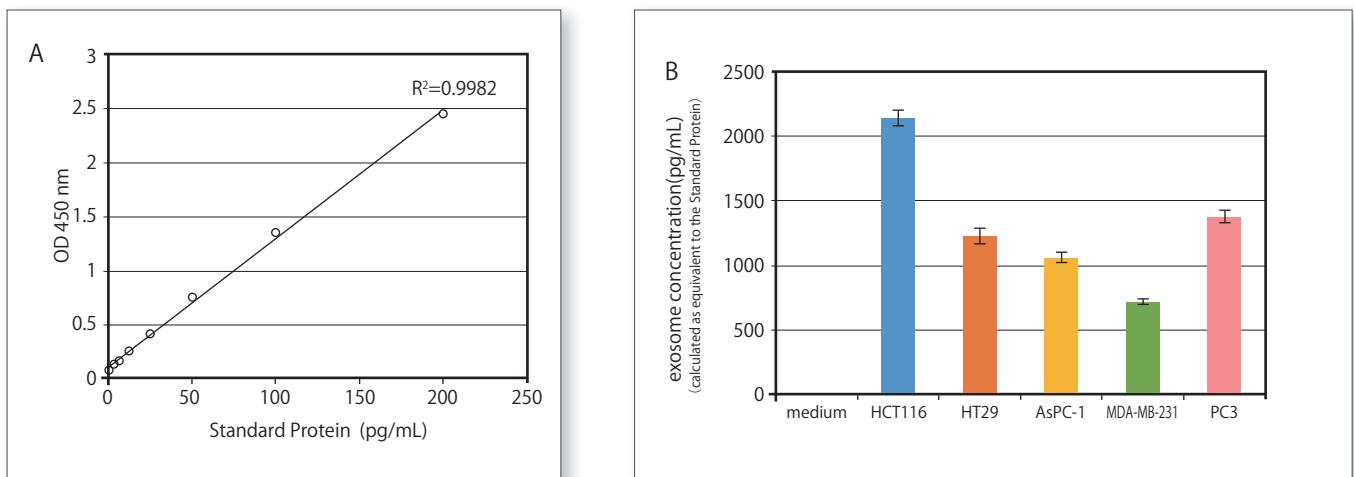 A
3
2.5
2
1.5
1
0.5
0
R²=0.9982
OD 450 nm
0 50 100 150 200 250
Standard Protein (pg/mL)
B
2500
2000
1500
1000
500
0
exosome concentration(pg/mL)
(calculated as equivalent to the Standard Protein)
medium HCT116 HT29 AsPC-1 MDA-MB-231 PC3